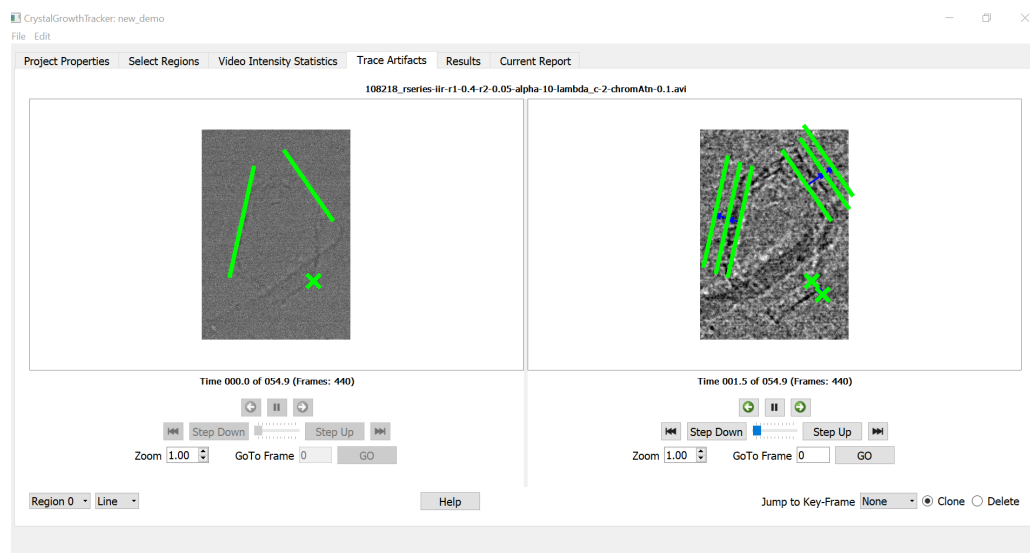 CrystalGrowthTracker: new_demo
File Edit
Project Properties Select Regions Video Intensity Statistics Trace Artifacts Results Current Report
108218_rseries-iir-r1-0.4-r2-0.05-alpha-10-lambda_c-2-chromAtn-0.1.avi
Time 000.0 of 054.9 (Frames: 440)
Step Down Step Up
Zoom 1.00 GoTo Frame 0 GO
Time 001.5 of 054.9 (Frames: 440)
Step Down Step Up
Zoom 1.00 GoTo Frame 0 GO
Region 0 Line Help Jump to Key-Frame None Clone Delete